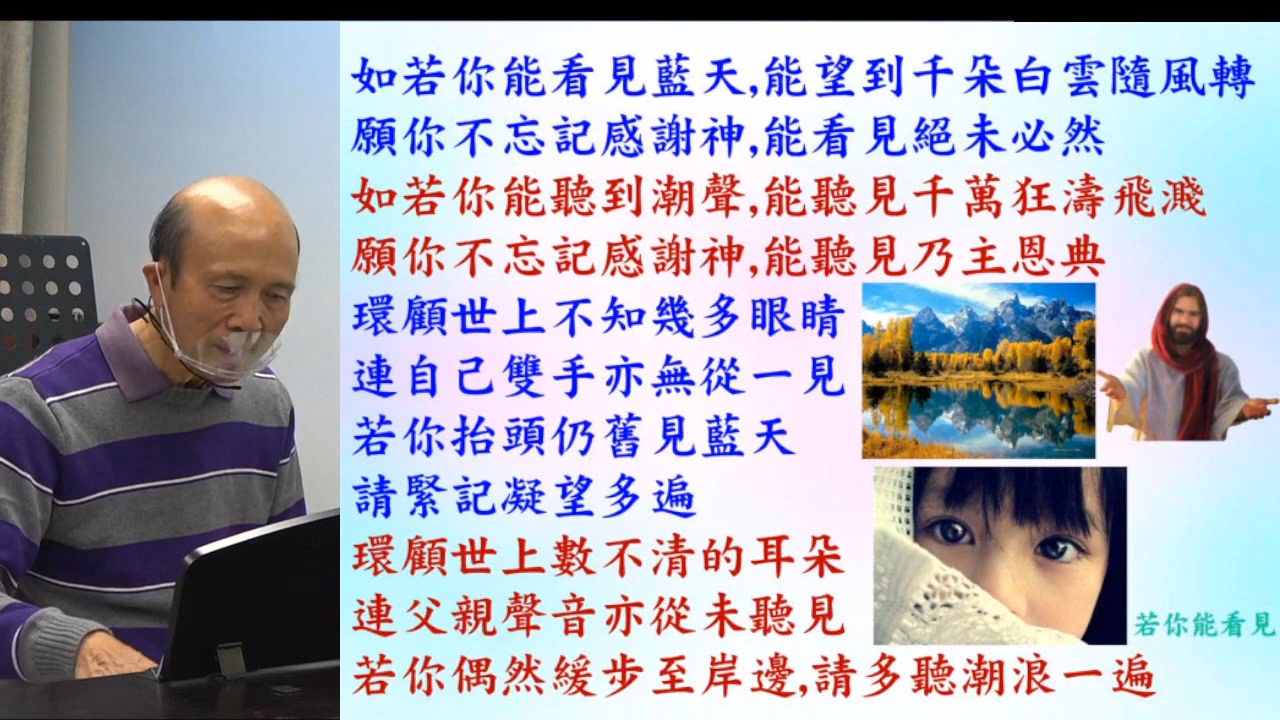 如若你能看見藍天,能望到千朵白雲隨風轉
願你不忘記感謝神,能看見絕未必然
如若你能聽到潮聲,能聽見千萬狂濤飛濺
願你不忘記感謝神,能聽見乃主恩典
環顧世上不知幾多眼睛
連自己雙手亦無從一見
若你抬頭仍舊見藍天
請緊記凝望多遍
環顧世上數不清的耳朵
連父親聲音亦從未聽見
若你偶然緩步至岸邊,請多聽潮浪一遍
若你能看見